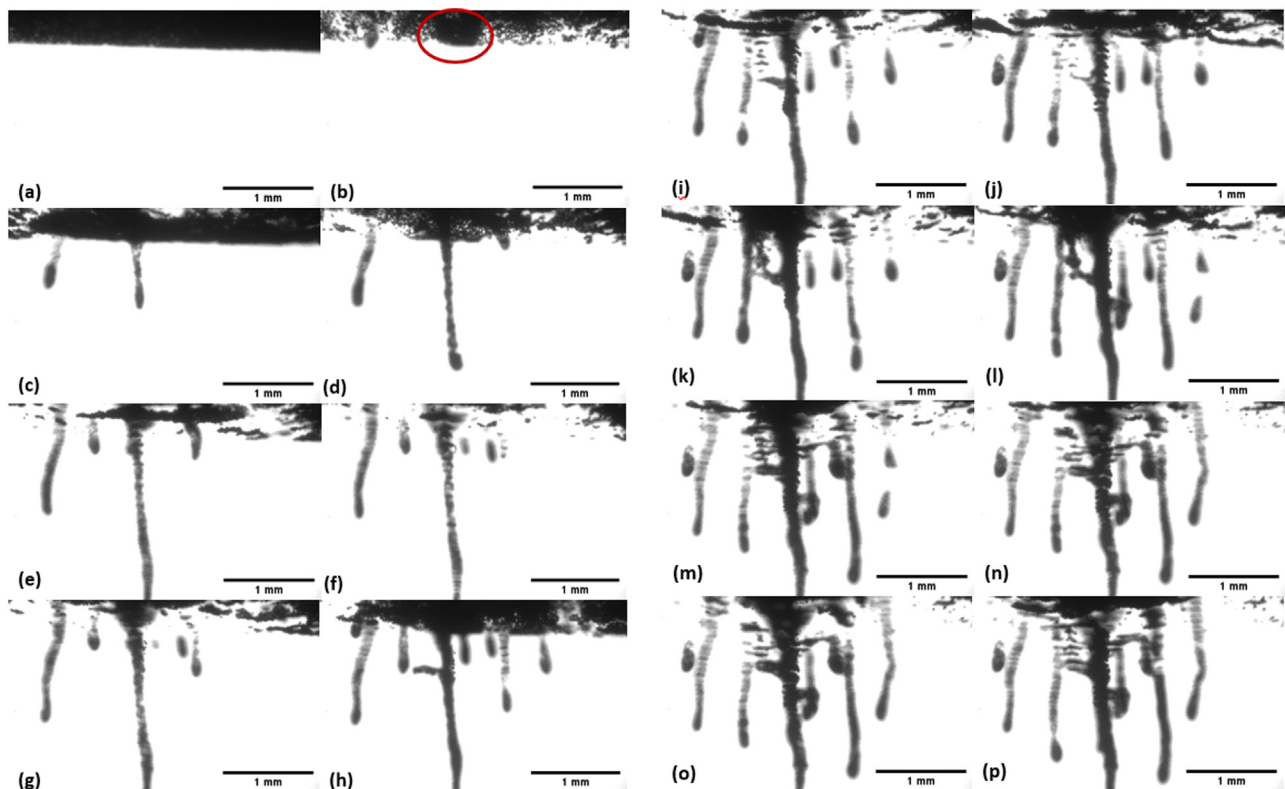 (a)
1 mm
(b)
1 mm
(c)
1 mm
(d)
1 mm
(e)
1 mm
(f)
1 mm
(g)
1 mm
(h)
1 mm
(i)
1 mm
(j)
1 mm
(k)
1 mm
(l)
1 mm
(m)
1 mm
(n)
1 mm
(o)
1 mm
(p)
1 mm